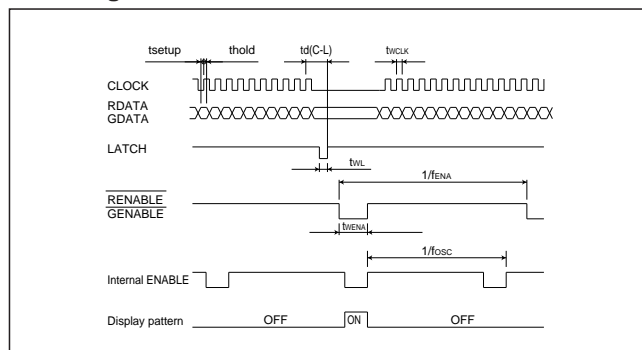 tsetup thold td(C-L) twCLK
CLOCK
RDATA
GDATA
LATCH
twL
1/fENA
RENABLE
GENABLE
twENA
1/fosc
Internal ENABLE
Display pattern OFF ON OFF